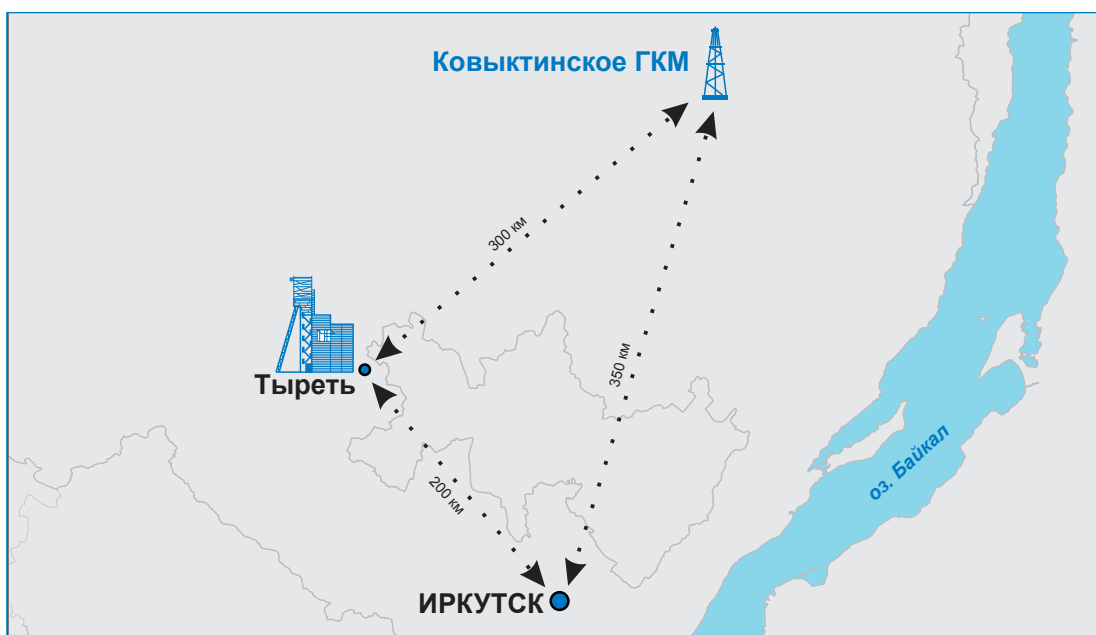 Ковыктинское ГКМ
300 км
350 км
Тыреть
200 км
оз. Байкал
ИРКУТСК